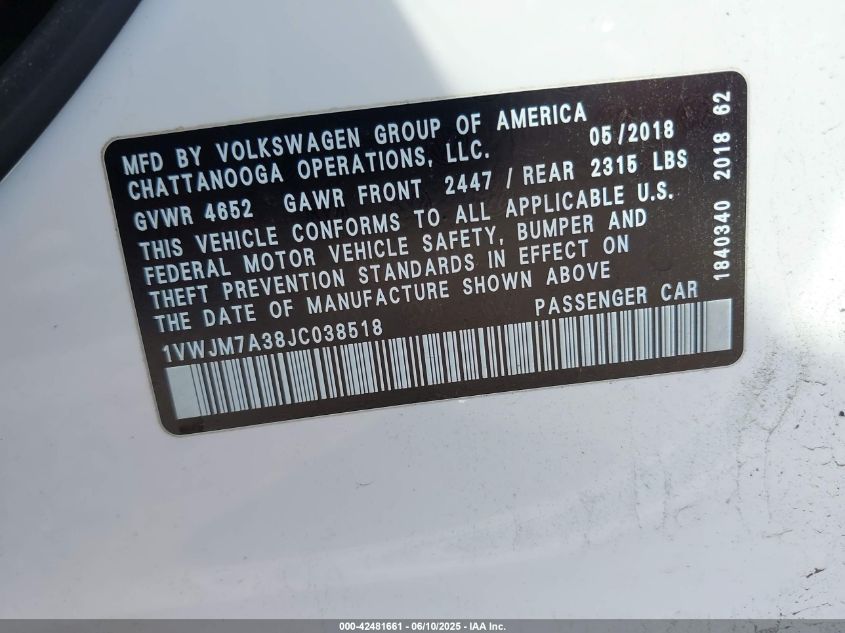 MFD BY VOLKSWAGEN GROUP OF AMERICA
CHATTANOOGA OPERATIONS, LLC. 05/2018
GVWR 4652 GAWR FRONT 2447 / REAR 2315 LBS
THIS VEHICLE CONFORMS TO ALL APPLICABLE U.S.
FEDERAL MOTOR VEHICLE SAFETY, BUMPER AND
THEFT PREVENTION STANDARDS IN EFFECT ON
THE DATE OF MANUFACTURE SHOWN ABOVE
1VWJM7A38JC038518 PASSENGER CAR
1840340 2018 62
000-42481661 - 06/10/2025 - IAA Inc.